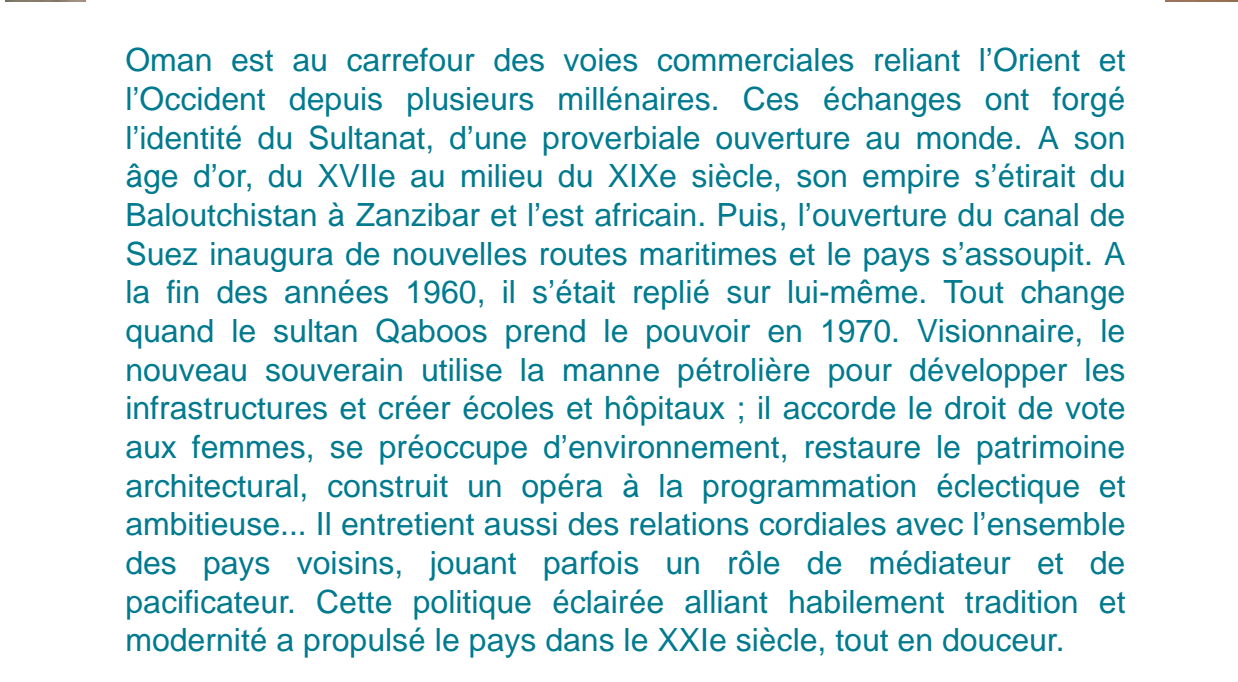 Oman est au carrefour des voies commerciales reliant l’Orient et
l’Occident depuis plusieurs millénaires. Ces échanges ont forgé
l’identité du Sultanat, d’une proverbiale ouverture au monde. A son
âge d’or, du XVIIe au milieu du XIXe siècle, son empire s’étirait du
Baloutchistan à Zanzibar et l’est africain. Puis, l’ouverture du canal de
Suez inaugura de nouvelles routes maritimes et le pays s’assoupit. A
la fin des années 1960, il s’était replié sur lui-même. Tout change
quand le sultan Qaboos prend le pouvoir en 1970. Visionnaire, le
nouveau souverain utilise la manne pétrolière pour développer les
infrastructures et créer écoles et hôpitaux ; il accorde le droit de vote
aux femmes, se préoccupe d’environnement, restaure le patrimoine
architectural, construit un opéra à la programmation éclectique et
ambitieuse... Il entretient aussi des relations cordiales avec l’ensemble
des pays voisins, jouant parfois un rôle de médiateur et de
pacificateur. Cette politique éclairée alliant habilement tradition et
modernité a propulsé le pays dans le XXIe siècle, tout en douceur.